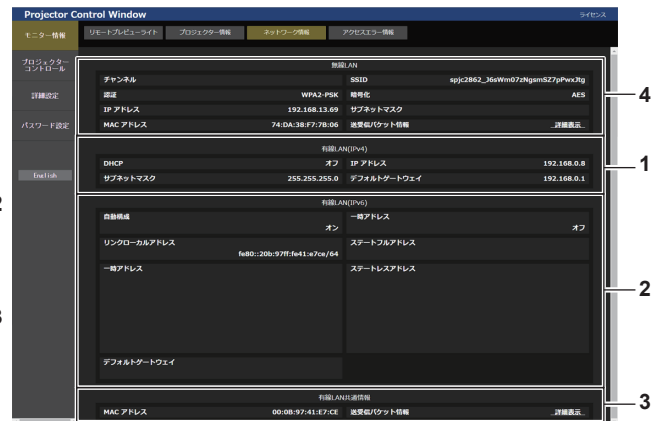 Projector Control Window ライセンス
モニター情報 リモートプレビューライト プロジェクター情報 ネットワーク情報 アクセスエラー情報
プロジェクター
コントロール
詳細設定
パスワード設定
English
無線LAN
チャンネル SSID spjc2862_J6sWm07zNgsmSZ7pPwxJtg
認証 WPA2-PSK 暗号化 AES
IP アドレス 192.168.13.69 サブネットマスク
MAC アドレス 74:DA:38:F7:7B:06 送受信パケット情報 _詳細表示_
4
有線LAN(IPv4)
DHCP オフ IP アドレス 192.168.0.8
サブネットマスク 255.255.255.0 デフォルトゲートウェイ 192.168.0.1
1
有線LAN(IPv6)
自動構成 オン 一時アドレス オフ
リンクローカルアドレス ステートフルアドレス
fe80::20b:97ff:fe41:e7ce/64
一時アドレス ステートレスアドレス
デフォルトゲートウェイ
2
有線LAN共通情報
MAC アドレス 00:0B:97:41:E7:CE 送受信パケット情報 _詳細表示_
3